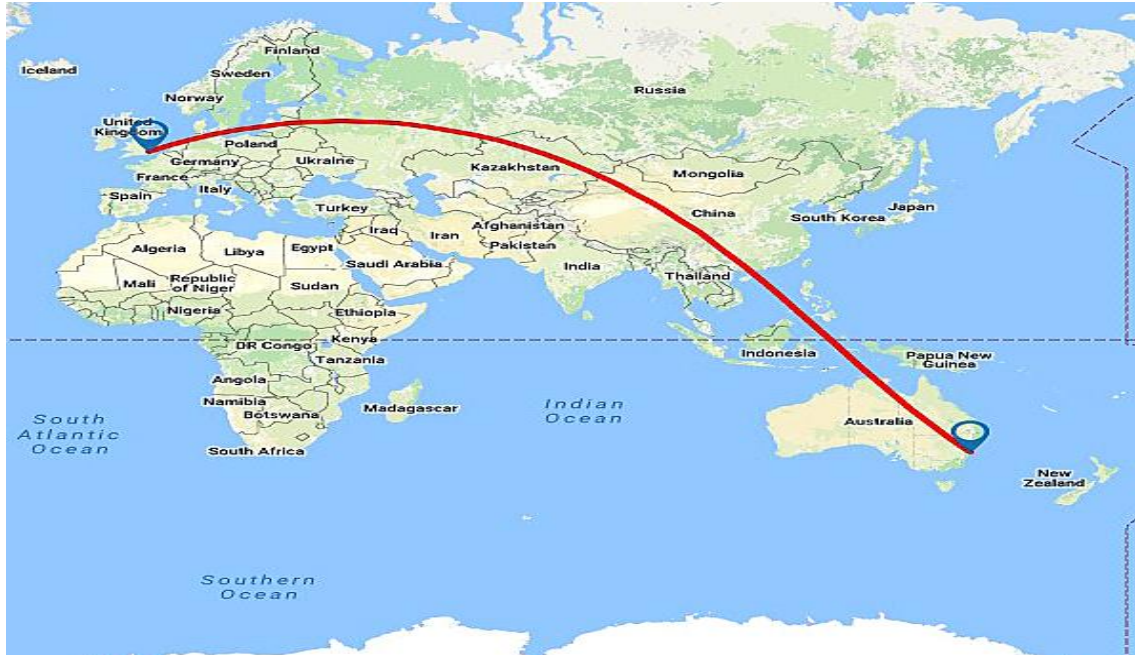 Finland
Iceland
Sweden
Russia
Norway
United
Kingdom
Poland
Germany
Ukraine
Kazakhstan
Mongolia
France
Italy
Spain
Turkey
Japan
China
South Korea
Afghanistan
Iraq
Iran
Pakistan
Algeria
Libya
Egypt
Saudi Arabia
India
Thailand
Mali
Republic
of Niger
Sudan
Nigeria
Ethiopia
Kenya
DR Congo
Tanzania
Indonesia
Papua New
Guinea
Angola
Namibia
Botswana
Madagascar
Indian
Ocean
South
Atlantic
Ocean
Australia
South Africa
New
Zealand
Southern
Ocean